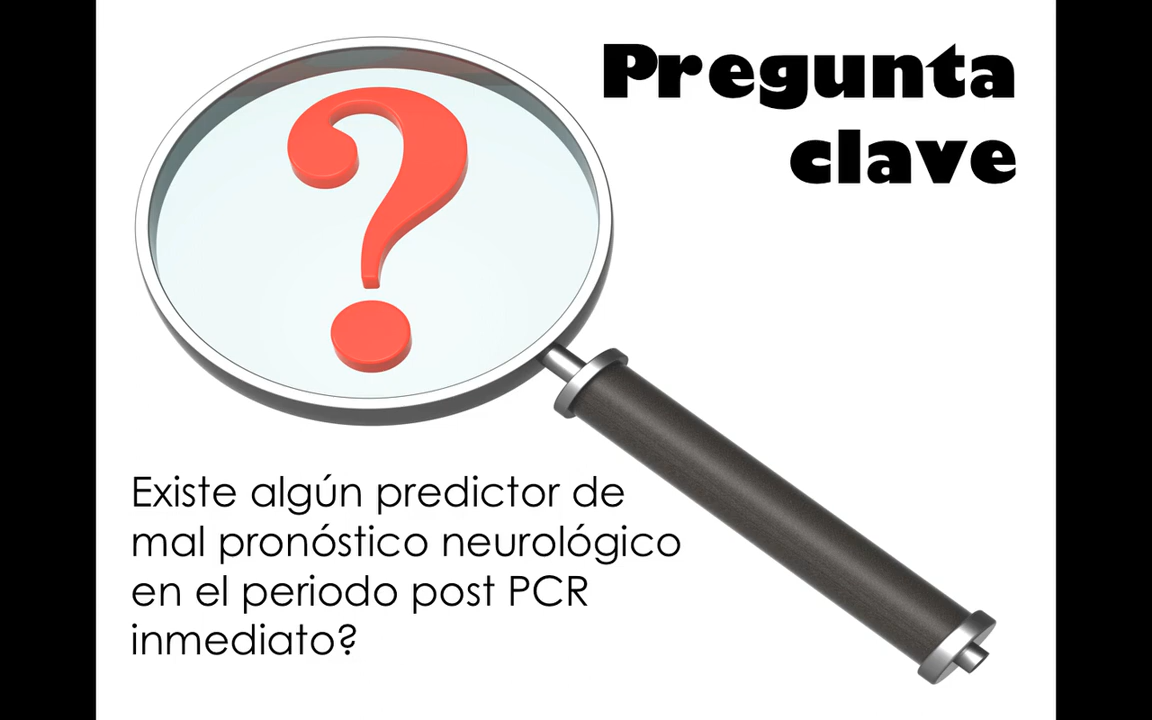 Pregunta
clave
Existe algún predictor de
mal pronóstico neurológico
en el periodo post PCR
inmediato?